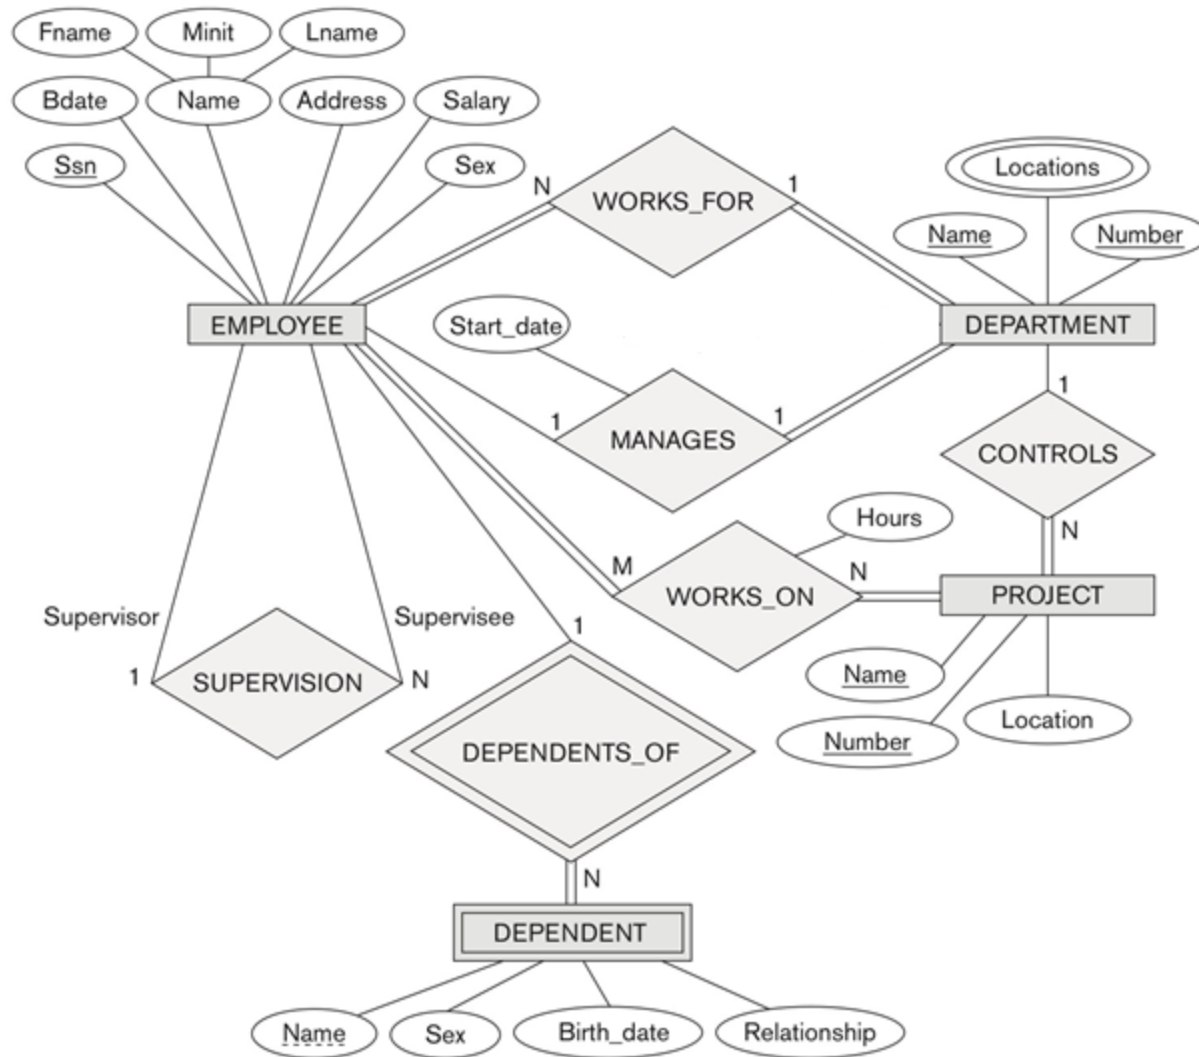 Fname
Minit
Lname
Bdate
Name
Address
Salary
Ssn
Sex
N
WORKS_FOR
1
Locations
Name
Number
EMPLOYEE
Start_date
DEPARTMENT
1
MANAGES
1
1
CONTROLS
N
Hours
M
WORKS_ON
N
PROJECT
Supervisor
Supervisee
1
SUPERVISION
N
1
Name
Number
Location
DEPENDENTS_OF
N
DEPENDENT
Name
Sex
Birth_date
Relationship